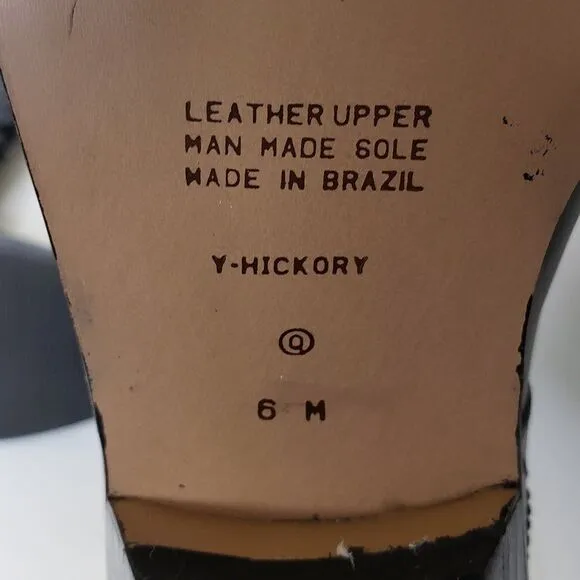 LEATHER UPPER
MAN MADE SOLE
MADE IN BRAZIL
Y-HICKORY
@
6 M